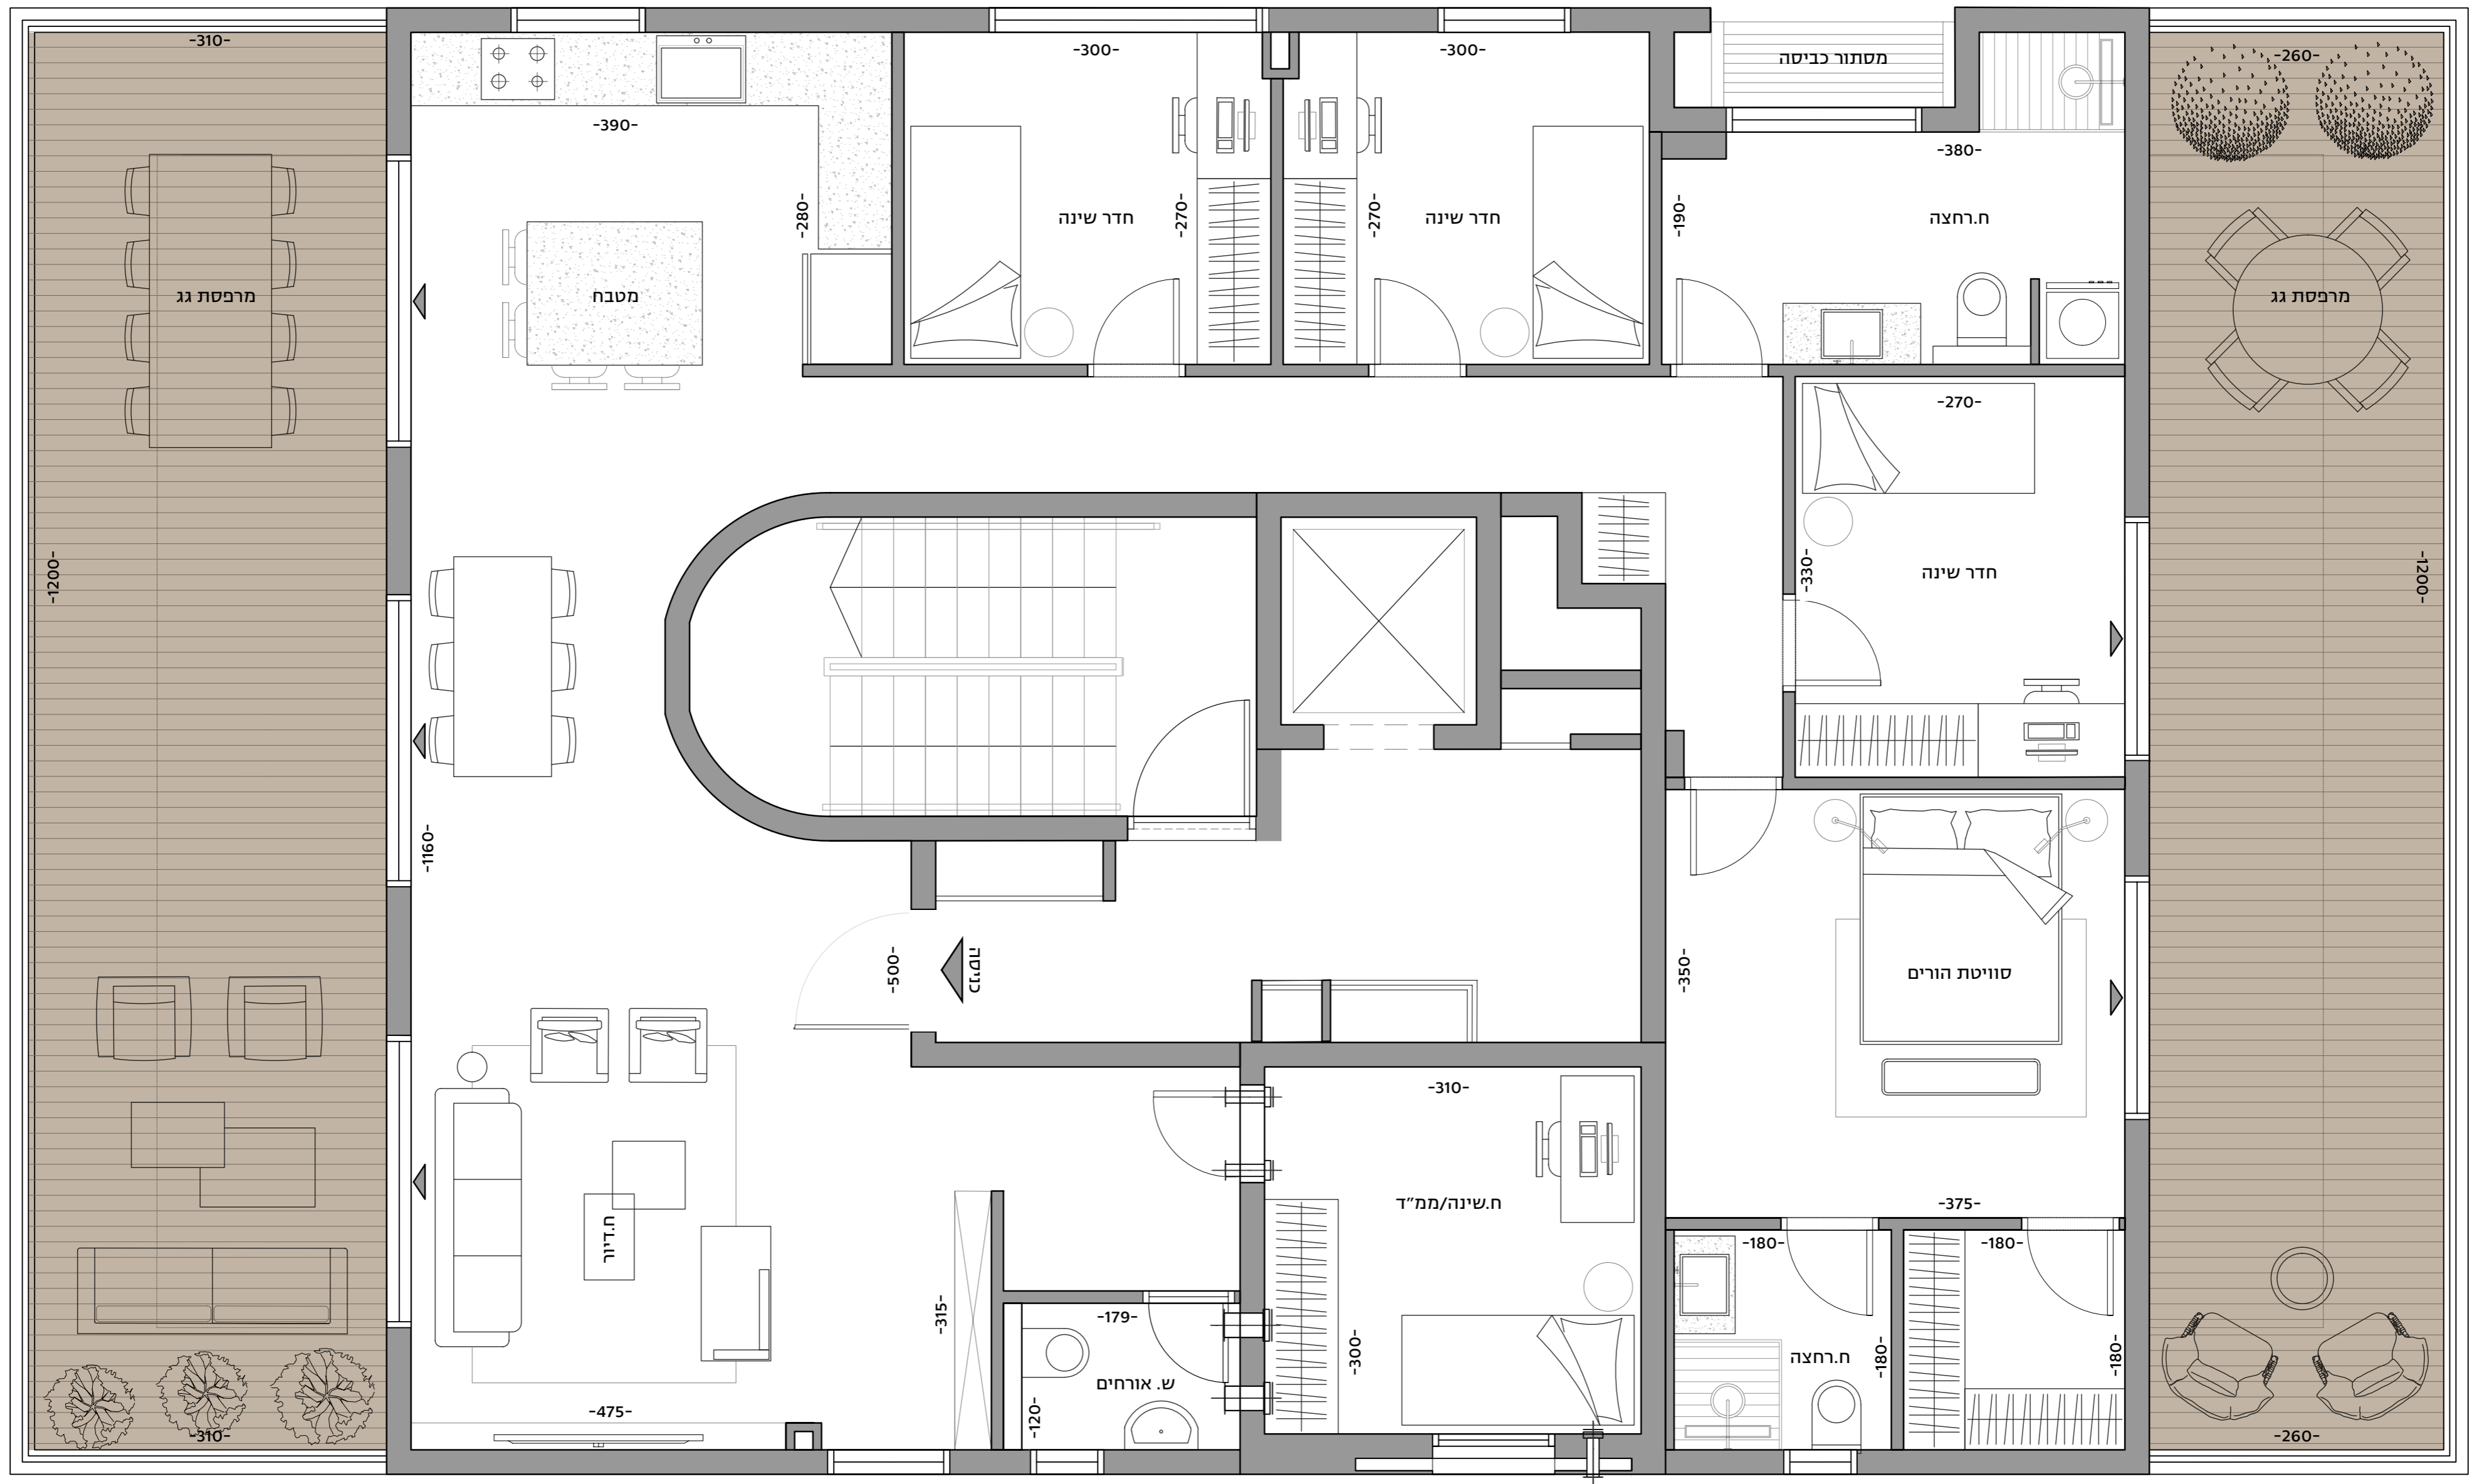 -310-
-300-
-300-
מסתור כביסה
-260-
-390-
-380-
-280-
חדר שינה
-270-
-270-
חדר שינה
-190-
ח.רחצה
מרפסת גג
מטבח
מרפסת גג
-270-
-1200-
-330-
חדר שינה
-1200-
-1160-
-500-
כניסה
-350-
סוויטת הורים
-310-
ח.שינה/ממ״ד
-375-
ח.דיור
-180-
-180-
-315-
-179-
-300-
ח.רחצה
-180-
-180-
ש. אורחים
-475-
-120-
-310-
-260-